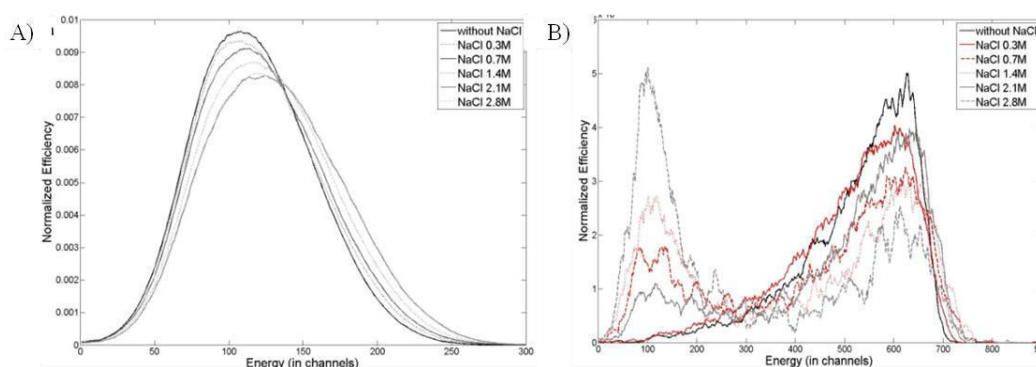 A)
0.01
0.009
0.008
0.007
0.006
0.005
0.004
0.003
0.002
0.001
0
0 50 100 150 200 250 300
Normalized Efficiency
Energy (in channels)
without NaCl
NaCl 0.3M
NaCl 0.7M
NaCl 1.4M
NaCl 2.1M
NaCl 2.8M
B)
5
4
3
2
1
0
0 100 200 300 400 500 600 700 800
Normalized Efficiency
Energy (in channels)
without NaCl
NaCl 0.3M
NaCl 0.7M
NaCl 1.4M
NaCl 2.1M
NaCl 2.8M